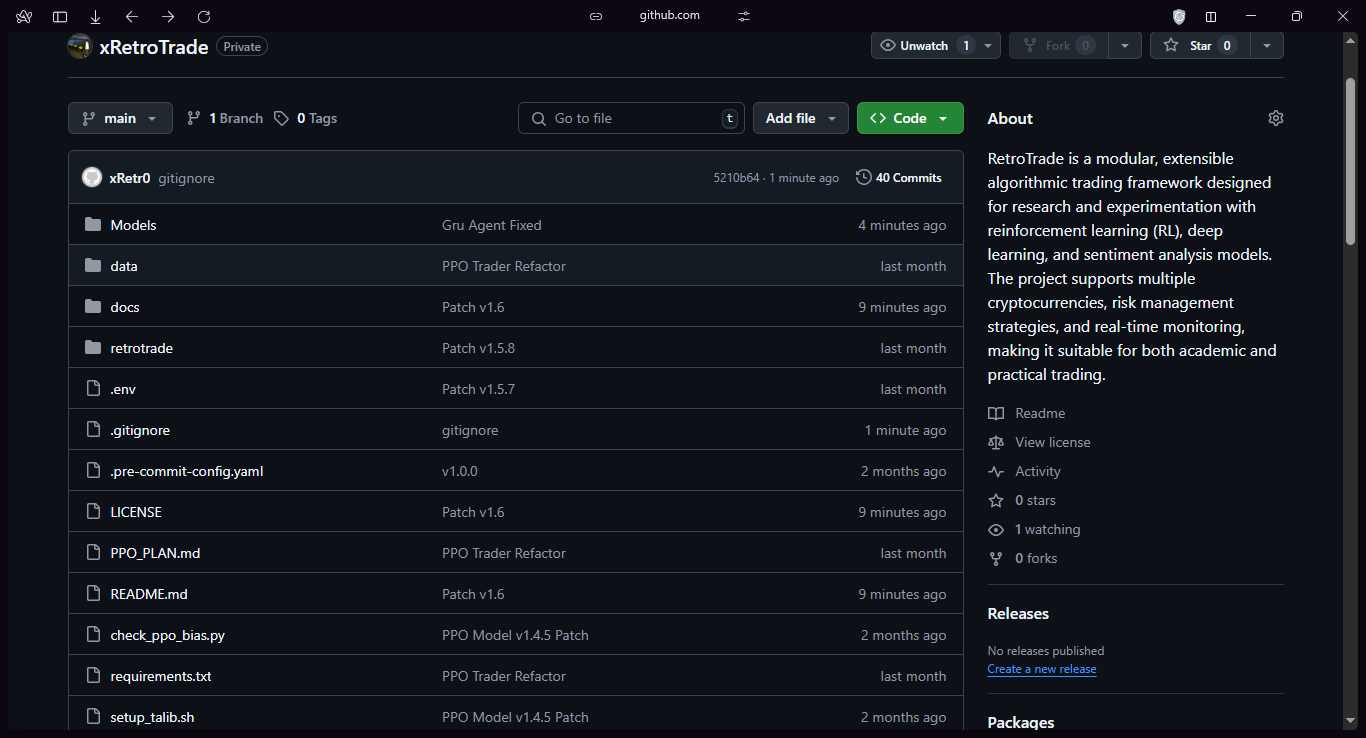 github.com
xRetroTrade Private
Unwatch 1
Fork 0
Star 0
main
1 Branch
0 Tags
Go to file t
Add file
<> Code
xRetr0 gitignore 5210b64 · 1 minute ago 40 Commits
Models Gru Agent Fixed 4 minutes ago
data PPO Trader Refactor last month
docs Patch v1.6 9 minutes ago
retrotrade Patch v1.5.8 last month
.env Patch v1.5.7 last month
.gitignore gitignore 1 minute ago
.pre-commit-config.yaml v1.0.0 2 months ago
LICENSE Patch v1.6 9 minutes ago
PPO_PLAN.md PPO Trader Refactor last month
README.md Patch v1.6 9 minutes ago
check_ppo_bias.py PPO Model v1.4.5 Patch 2 months ago
requirements.txt PPO Trader Refactor last month
setup_talib.sh PPO Model v1.4.5 Patch 2 months ago
About
RetroTrade is a modular, extensible
algorithmic trading framework designed
for research and experimentation with
reinforcement learning (RL), deep
learning, and sentiment analysis models.
The project supports multiple
cryptocurrencies, risk management
strategies, and real-time monitoring,
making it suitable for both academic and
practical trading.
Readme
View license
Activity
0 stars
1 watching
0 forks
Releases
No releases published
Create a new release
Packages